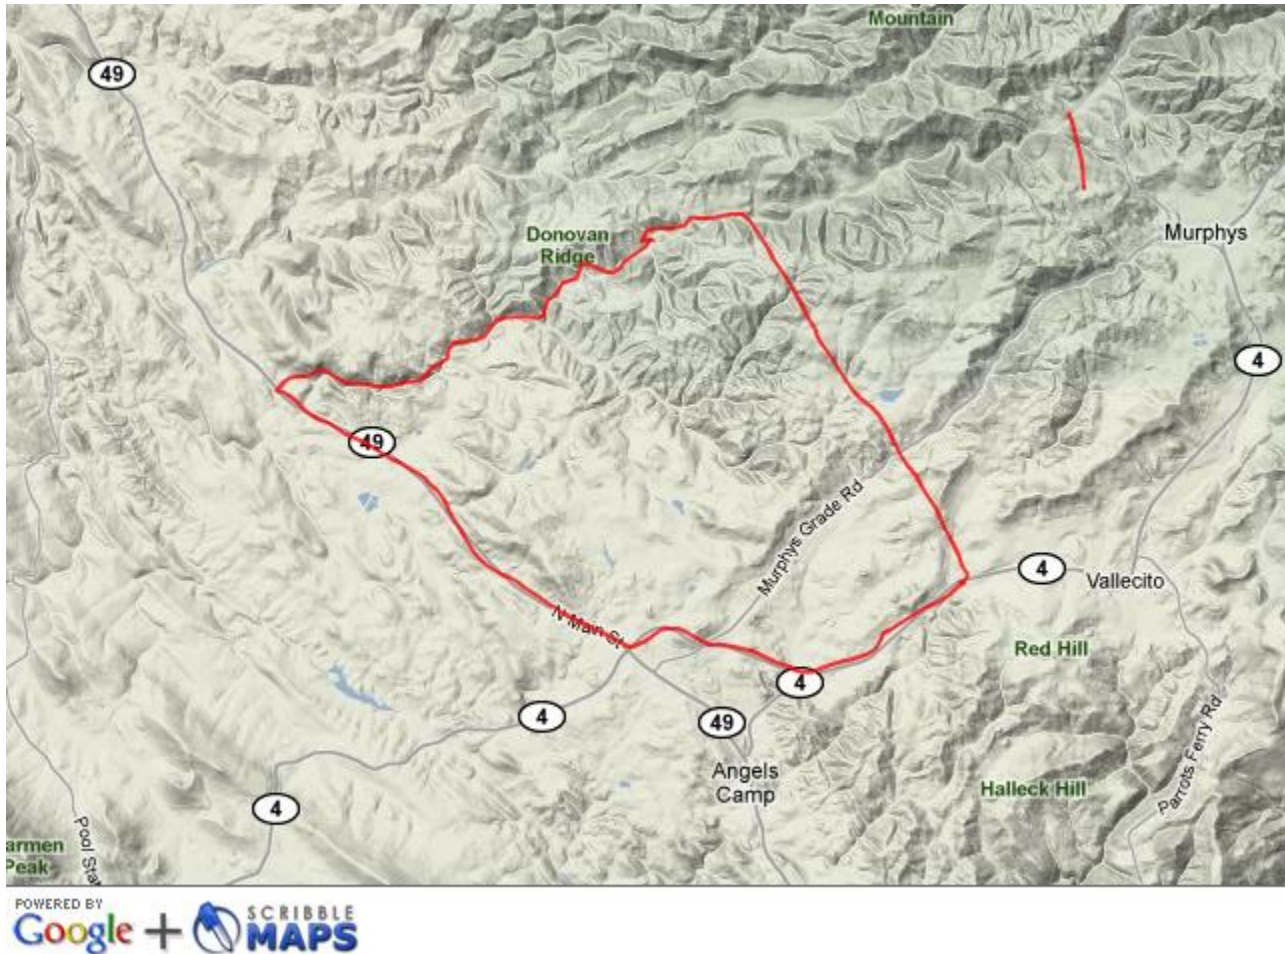 Mountain
49
Donovan
Ridge
Murphys
4
49
Murphys Grade Rd
4
Vallecito
N Main St
Red Hill
4
4
49
Angels
Camp
Halleck Hill
Parrots Ferry Rd
4
Pool Sta
armen
Peak
POWERED BY
Google + SCRIBBLE
MAPS